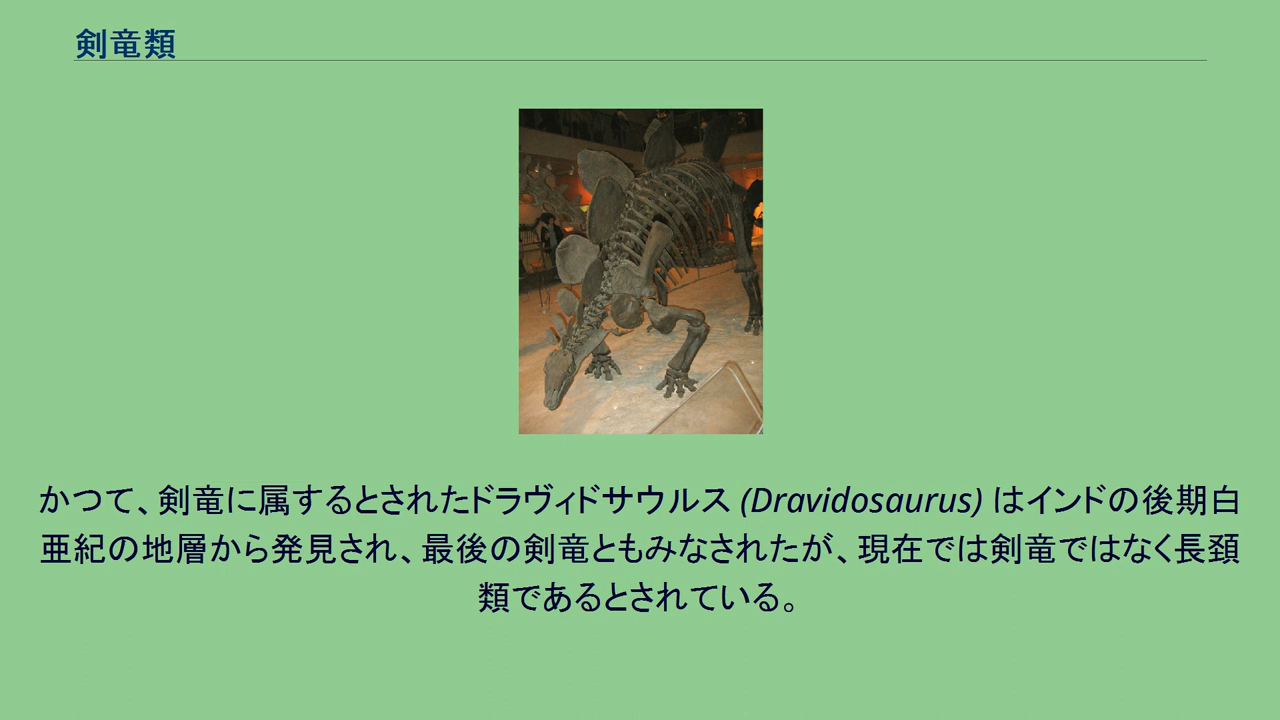 剣竜類
かつて、剣竜に属するとされたドラヴィドサウルス (Dravidosaurus) はインドの後期白
亜紀の地層から発見され、最後の剣竜ともみなされたが、現在では剣竜ではなく長頚
類であるとされている。